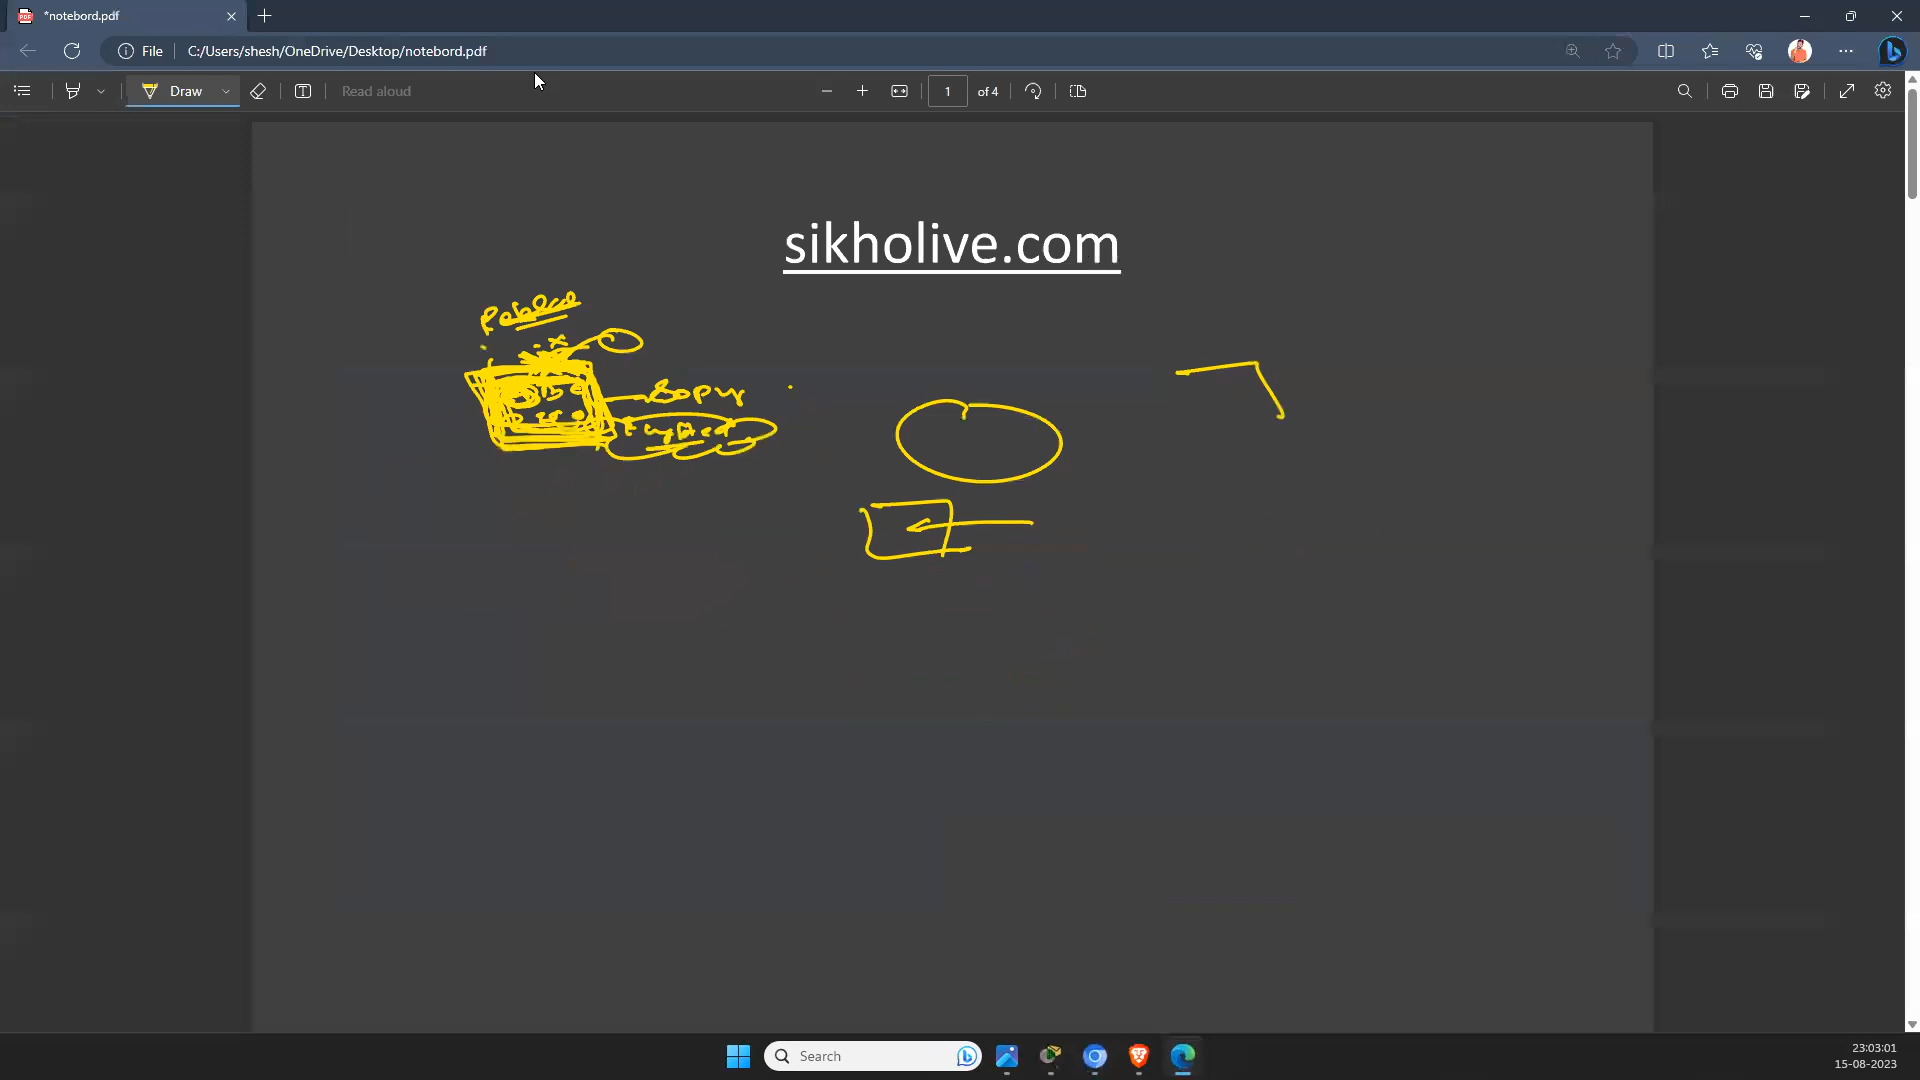 *notebord.pdf
File
C:/Users/shesh/OneDrive/Desktop/notebord.pdf
Draw
Read aloud
1 of 4
sikholive.com
Search
23:03:01
15-08-2023